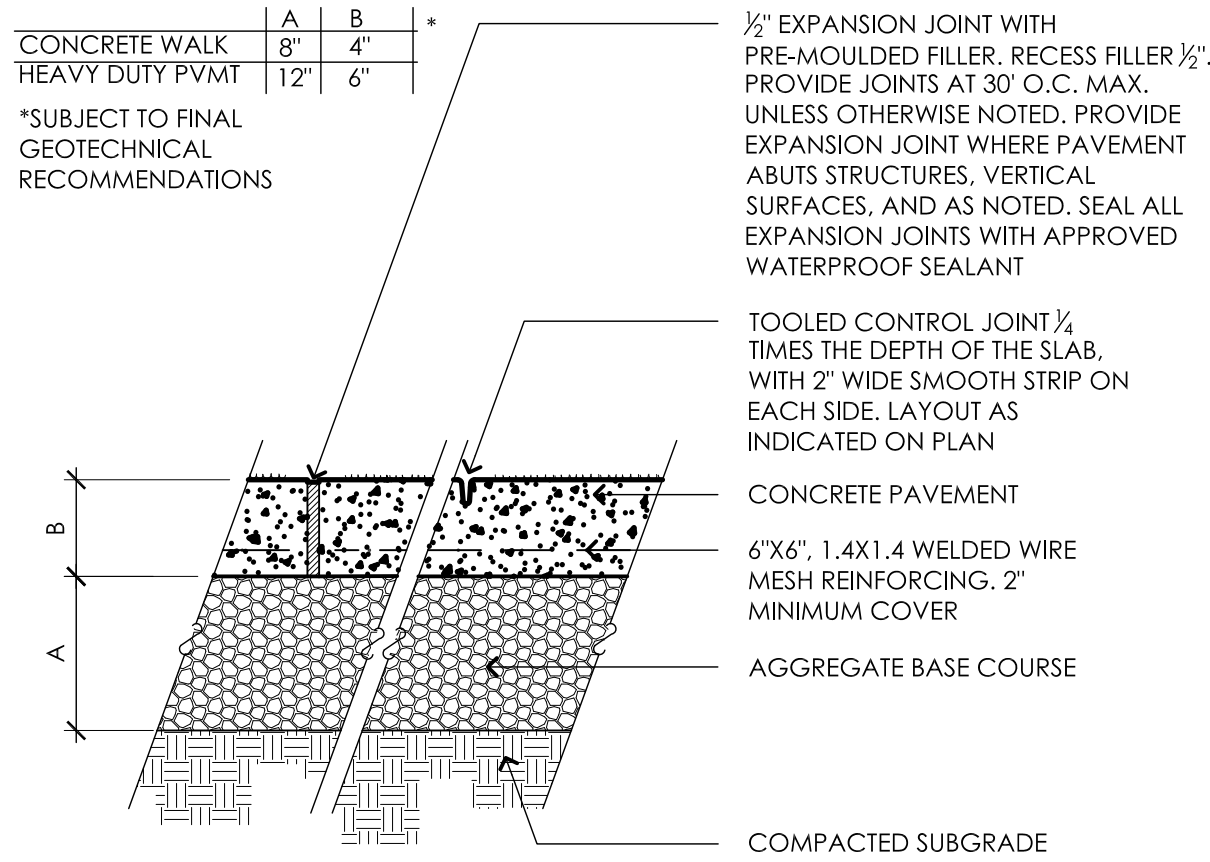 A B *
CONCRETE WALK 8" 4"
HEAVY DUTY PVMT 12" 6"
*SUBJECT TO FINAL
GEOTECHNICAL
RECOMMENDATIONS
½" EXPANSION JOINT WITH
PRE-MOULDED FILLER. RECESS FILLER ½".
PROVIDE JOINTS AT 30' O.C. MAX.
UNLESS OTHERWISE NOTED. PROVIDE
EXPANSION JOINT WHERE PAVEMENT
ABUTS STRUCTURES, VERTICAL
SURFACES, AND AS NOTED. SEAL ALL
EXPANSION JOINTS WITH APPROVED
WATERPROOF SEALANT
TOOLED CONTROL JOINT ¼
TIMES THE DEPTH OF THE SLAB,
WITH 2" WIDE SMOOTH STRIP ON
EACH SIDE. LAYOUT AS
INDICATED ON PLAN
CONCRETE PAVEMENT
B
6"X6", 1.4X1.4 WELDED WIRE
MESH REINFORCING. 2"
MINIMUM COVER
A
AGGREGATE BASE COURSE
COMPACTED SUBGRADE